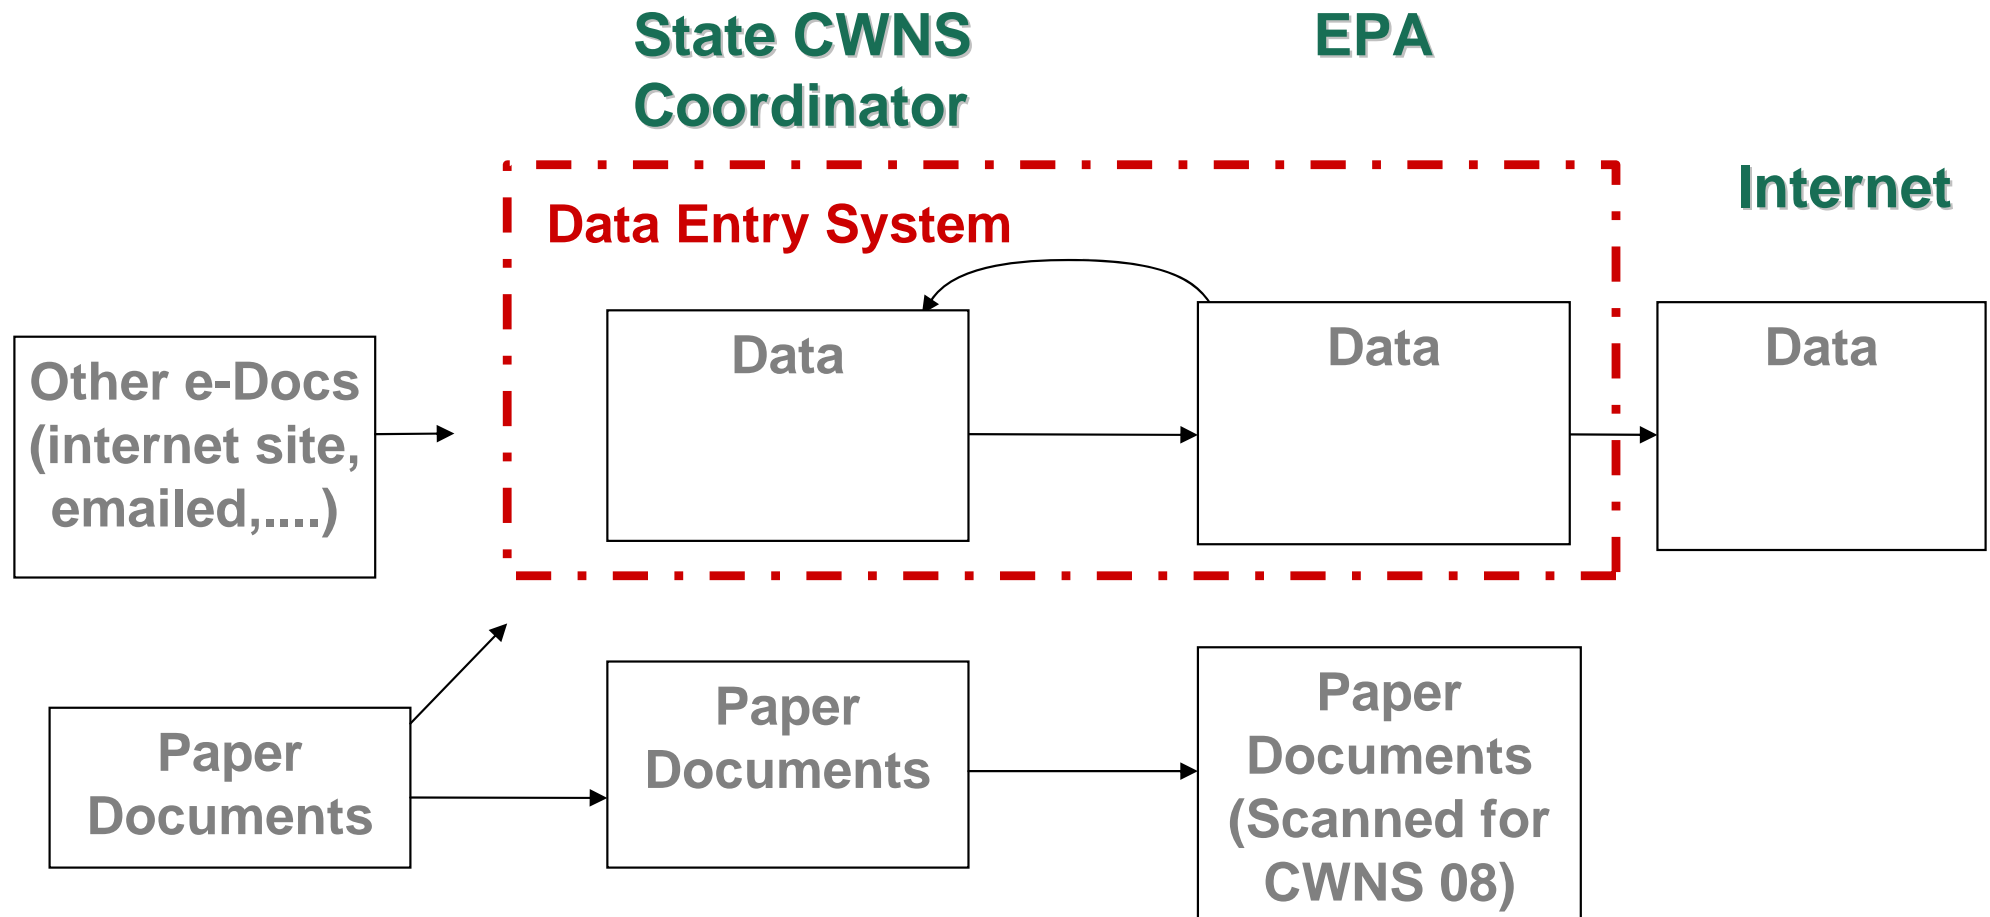 State CWNS
Coordinator
EPA
Internet
Data Entry System
Other e-Docs
(internet site,
emailed,....)
Data
Data
Data
Paper
Documents
Paper
Documents
Paper
Documents
(Scanned for
CWNS 08)